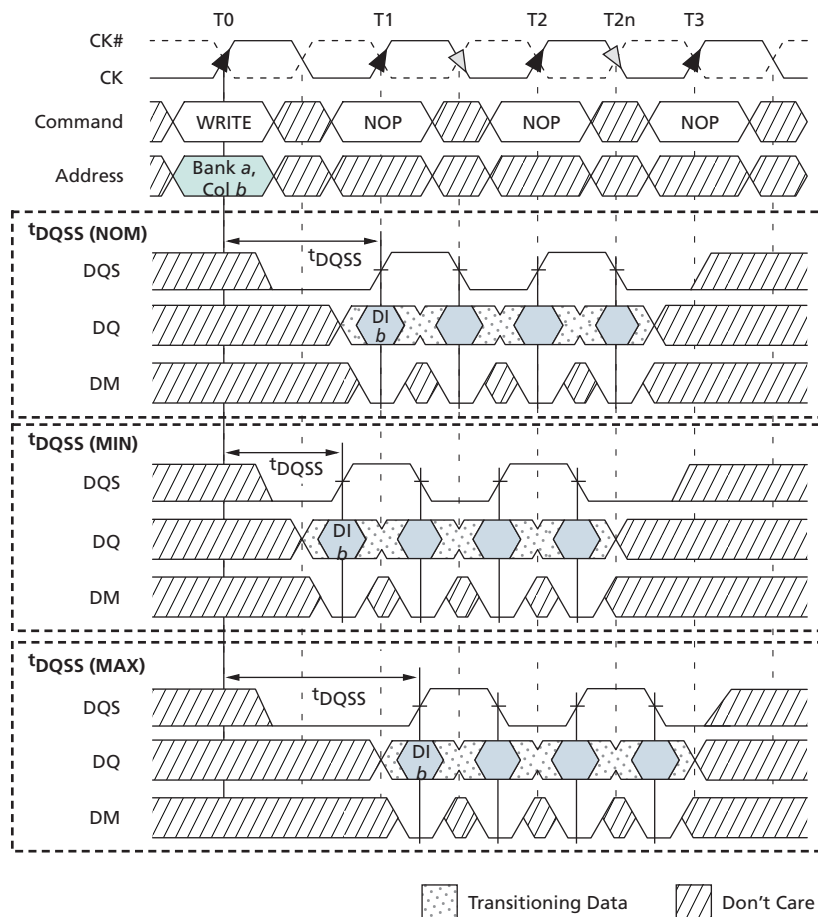 T0 T1 T2 T2n T3
CK#
CK
Command WRITE NOP NOP NOP
Address Bank a,
Col b
tDQSS (NOM)
tDQSS
DQS
DQ DI
b
DM
tDQSS (MIN)
tDQSS
DQS
DQ DI
b
DM
tDQSS (MAX)
tDQSS
DQS
DQ DI
b
DM
Transitioning Data Don't Care